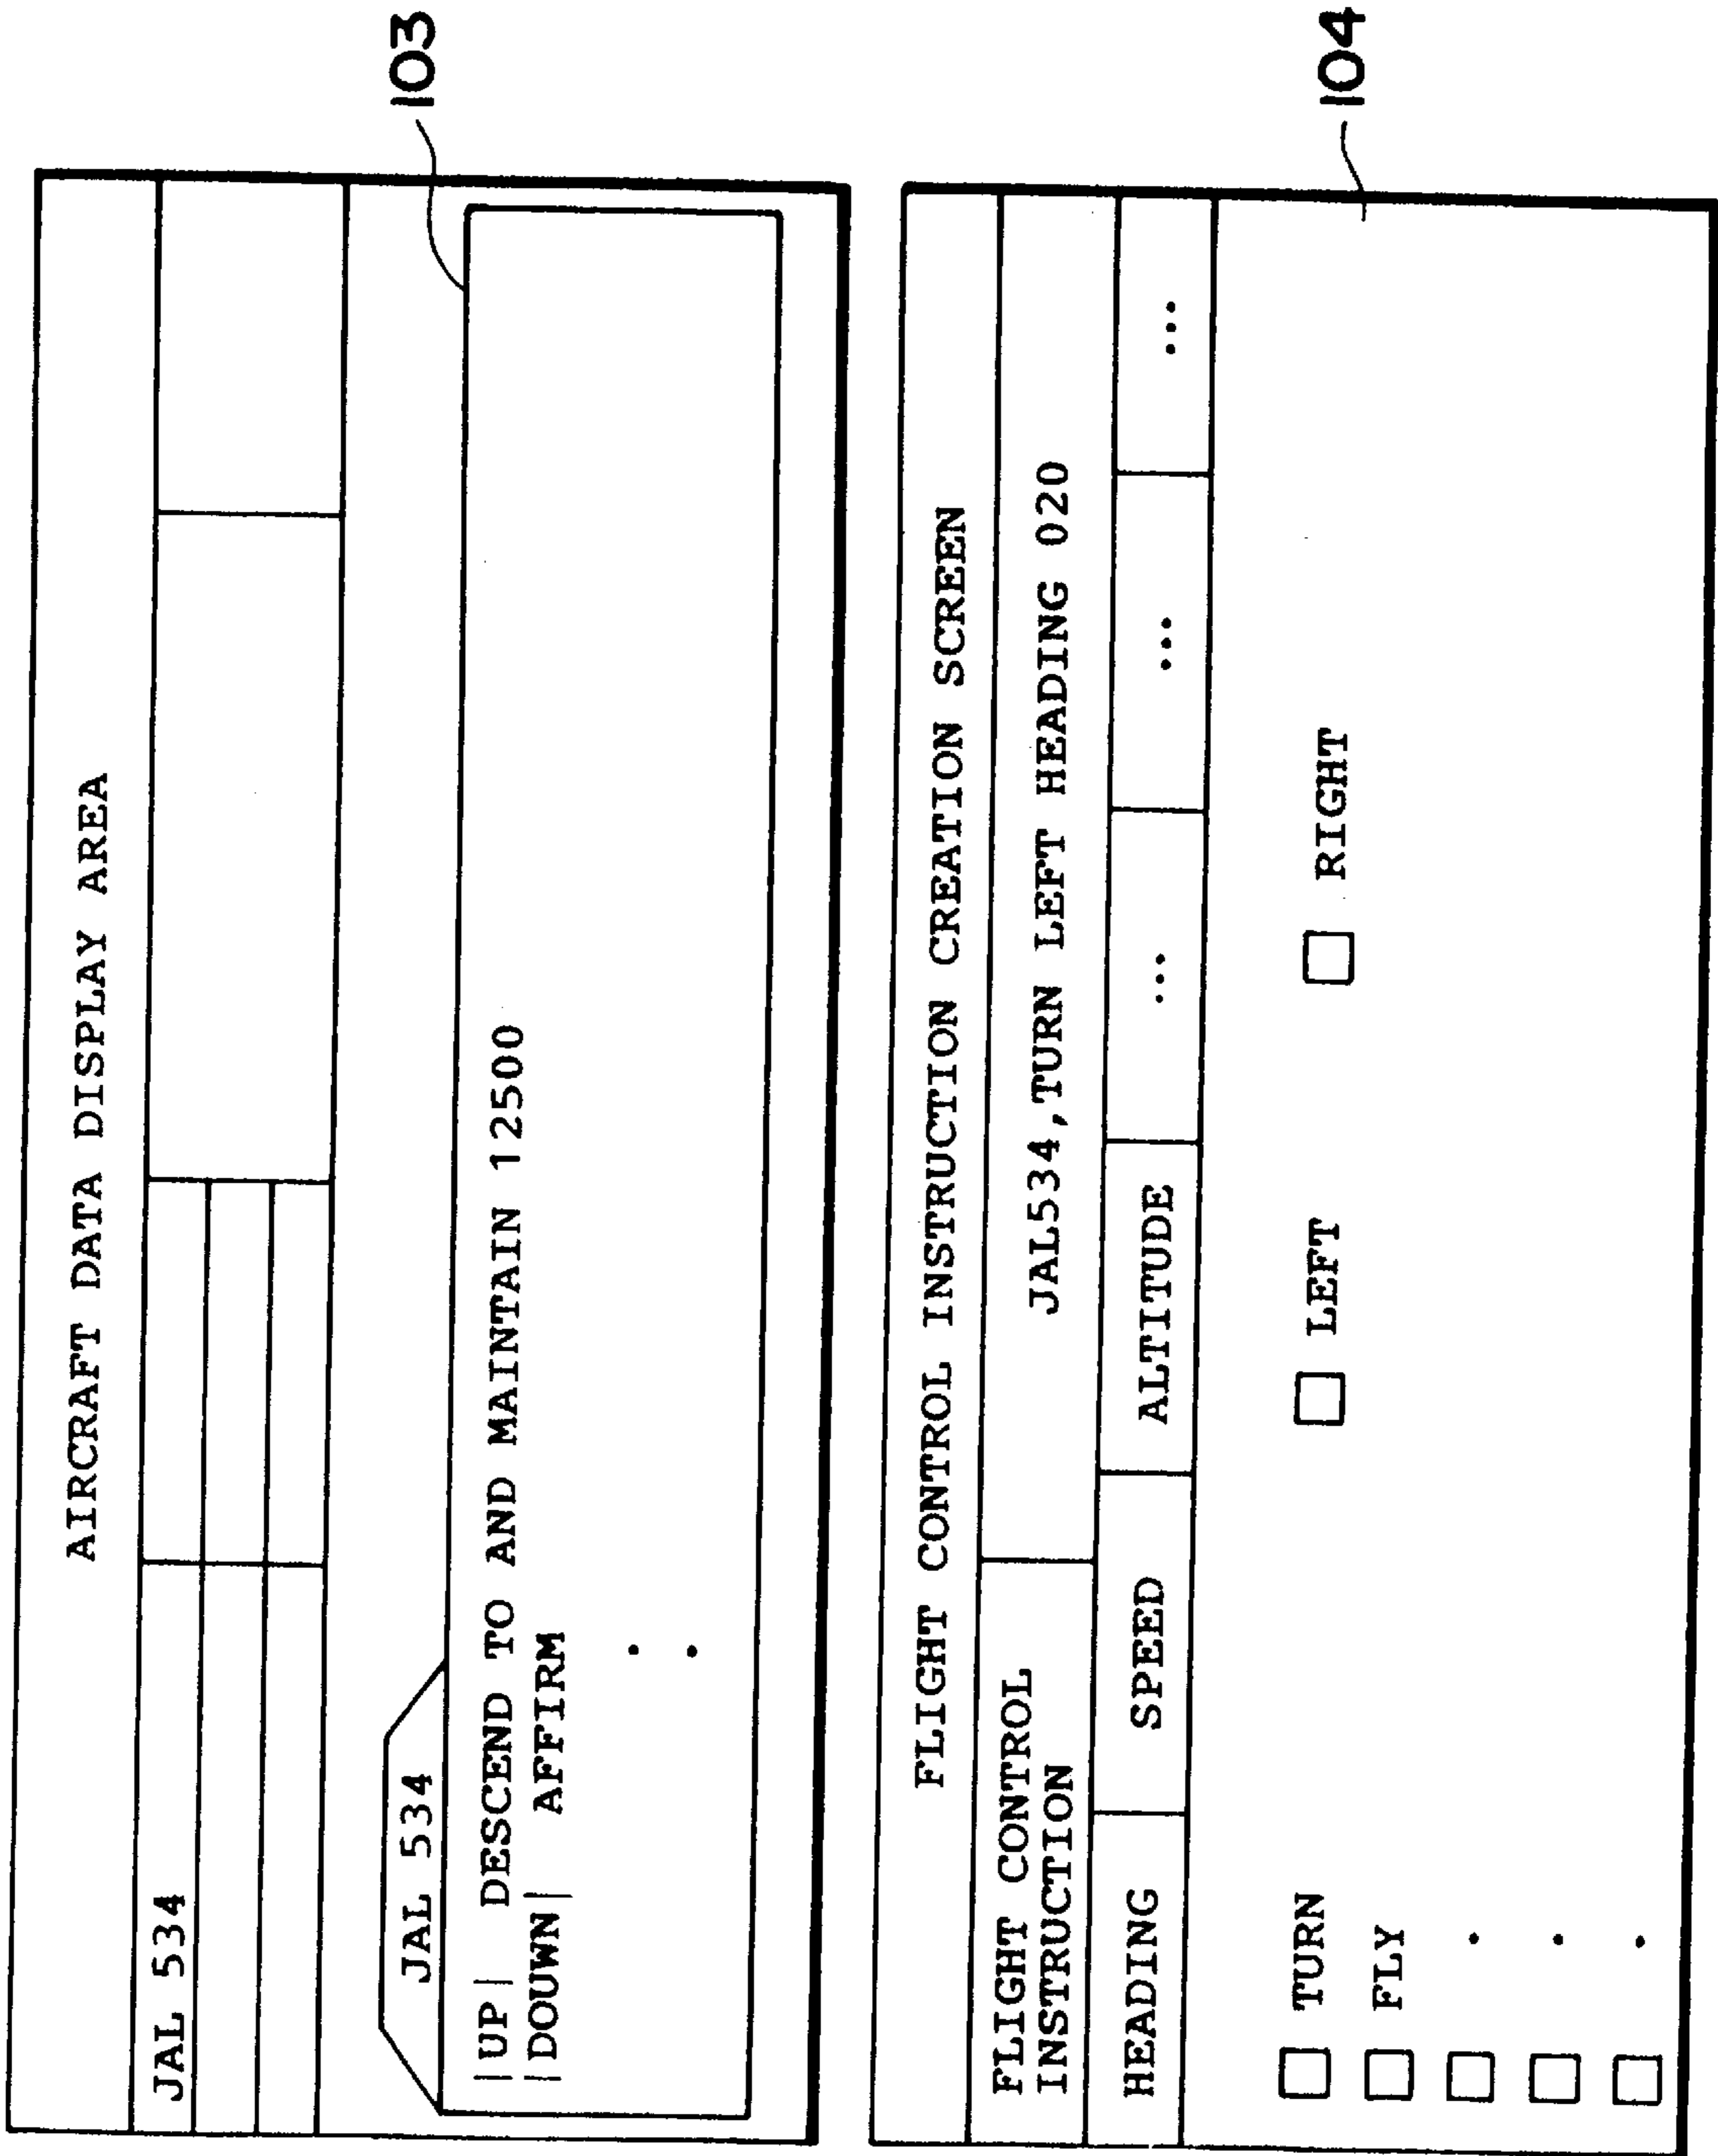 AIRCRAFT DATA DISPLAY AREA
JAL 534
JAL 534
|UP| DESCEND TO AND MAINTAIN 12500
|DOUWN| AFFIRM
103
FLIGHT CONTROL INSTRUCTION CREATION SCREEN
FLIGHT CONTROL
INSTRUCTION
JAL534,TURN LEFT HEADING 020
HEADING SPEED ALTITUDE ... ... ...
TURN LEFT RIGHT
FLY
104